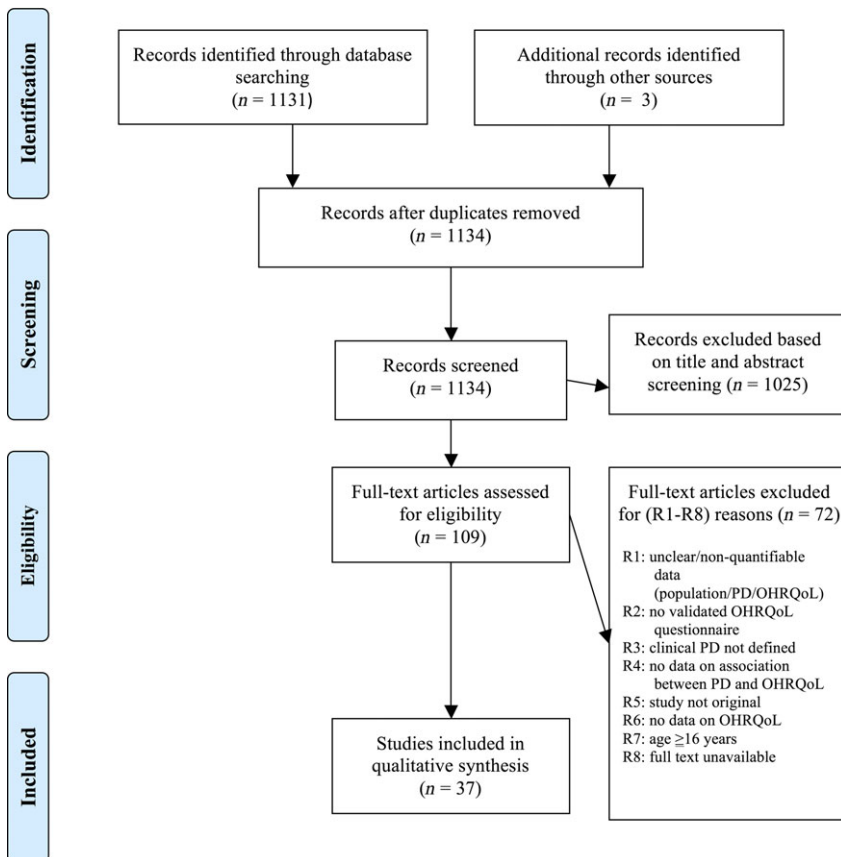 Identification
Records identified through database
searching
(n = 1131)
Additional records identified
through other sources
(n = 3)
Records after duplicates removed
(n = 1134)
Screening
Records screened
(n = 1134)
Records excluded based
on title and abstract
screening (n = 1025)
Eligibility
Full-text articles assessed
for eligibility
(n = 109)
Full-text articles excluded
for (R1-R8) reasons (n = 72)
R1: unclear/non-quantifiable
data
(population/PD/OHRQoL)
R2: no validated OHRQoL
questionnaire
R3: clinical PD not defined
R4: no data on association
between PD and OHRQoL
R5: study not original
R6: no data on OHRQoL
R7: age ≧16 years
R8: full text unavailable
Included
Studies included in
qualitative synthesis
(n = 37)